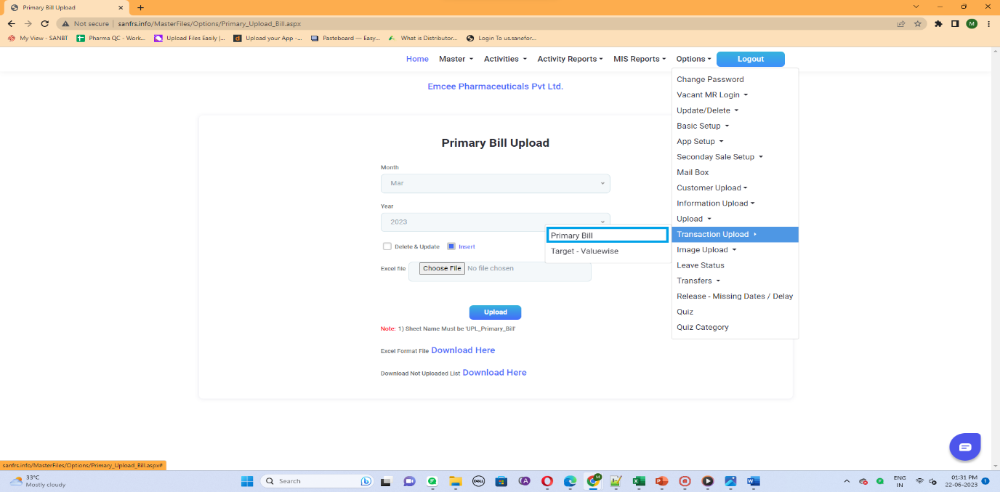 Primary Bill Upload
Not secure | sanfrs.info/MasterFiles/Options/Primary_Upload_Bill.aspx
M
My View - SANBT
Pharma QC - Work...
Upload Files Easily |...
Upload your App -...
Pasteboard — Easy...
What is Distributor...
Login To us.sanefor...
Home Master Activities Activity Reports MIS Reports Options Logout
Emcee Pharmaceuticals Pvt Ltd.
Change Password
Vacant MR Login
Update/Delete
Basic Setup
App Setup
Seconday Sale Setup
Mail Box
Customer Upload
Information Upload
Upload
Transaction Upload
Image Upload
Leave Status
Transfers
Release - Missing Dates / Delay
Quiz
Quiz Category
Primary Bill
Target - Valuewise
Primary Bill Upload
Month
Mar
Year
2023
Delete & Update Insert
Excel file Choose File No file chosen
Upload
Note: 1) Sheet Name Must be 'UPL_Primary_Bill'
Excel Format File Download Here
Download Not Uploaded List Download Here
sanfrs.info/MasterFiles/Options/Primary_Upload_Bill.aspx#
33°C
Mostly cloudy
Search
DELL
ENG
IN
01:31 PM
22-06-2023
1